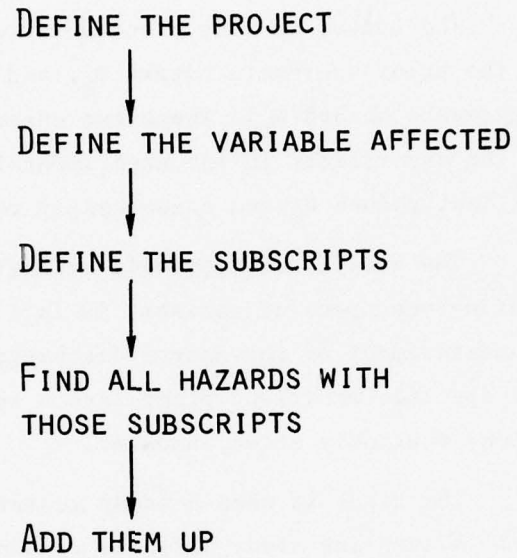 DEFINE THE PROJECT
DEFINE THE VARIABLE AFFECTED
DEFINE THE SUBSCRIPTS
FIND ALL HAZARDS WITH
THOSE SUBSCRIPTS
ADD THEM UP